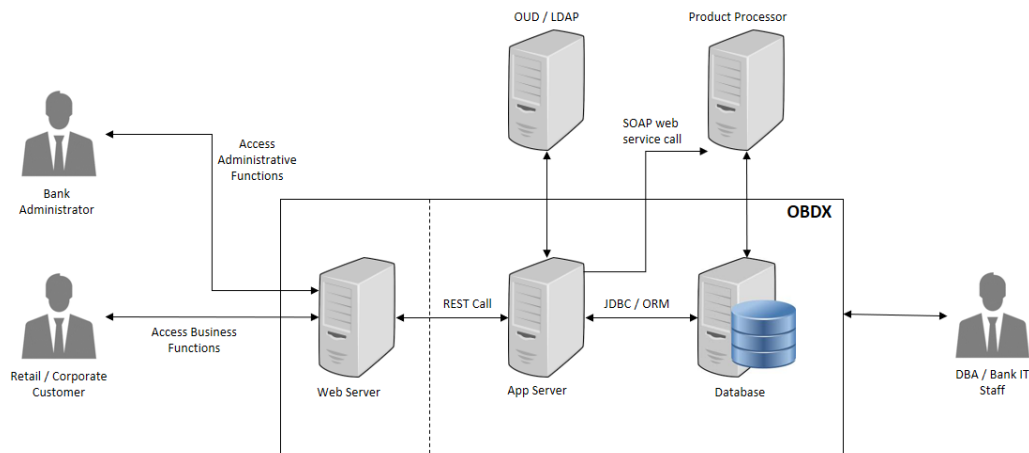 OUD / LDAP
Product Processor
SOAP web
service call
Access
Administrative
Functions
Bank
Administrator
OBDX
REST Call
JDBC / ORM
Access Business
Functions
Retail / Corporate
Customer
Web Server
App Server
Database
DBA / Bank IT
Staff